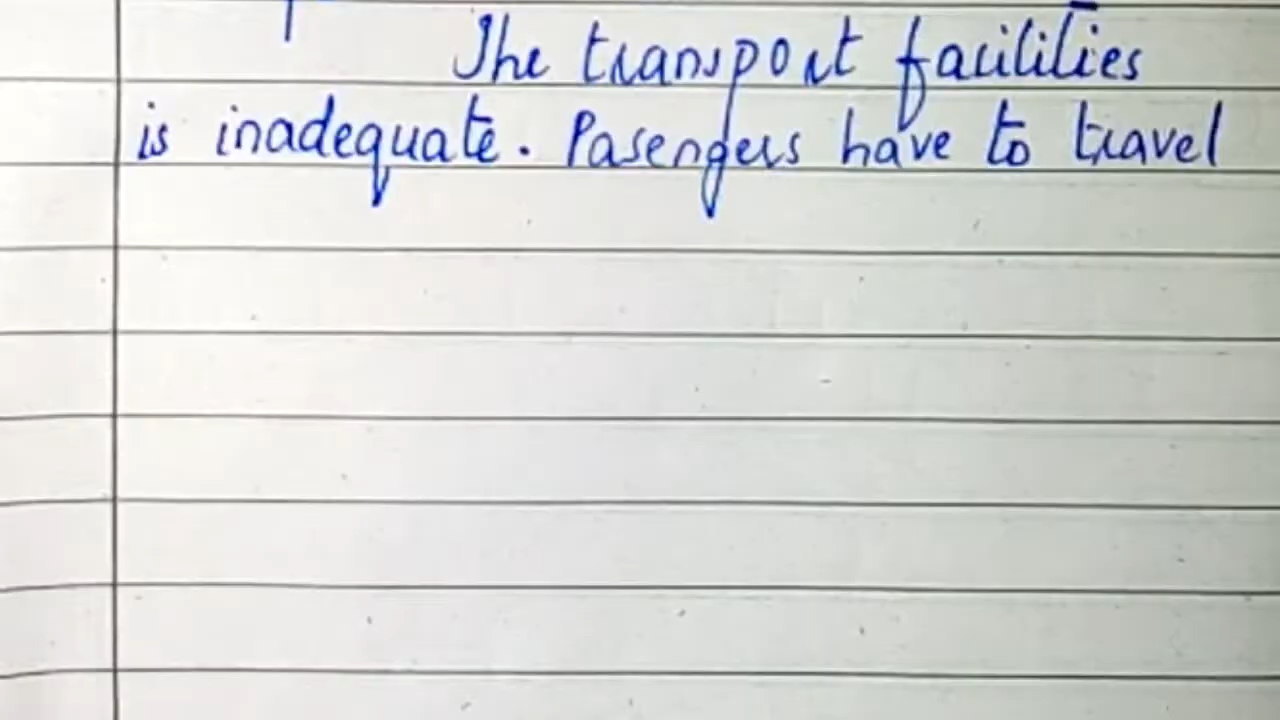 The transport facilities
is inadequate. Pasengers have to travel